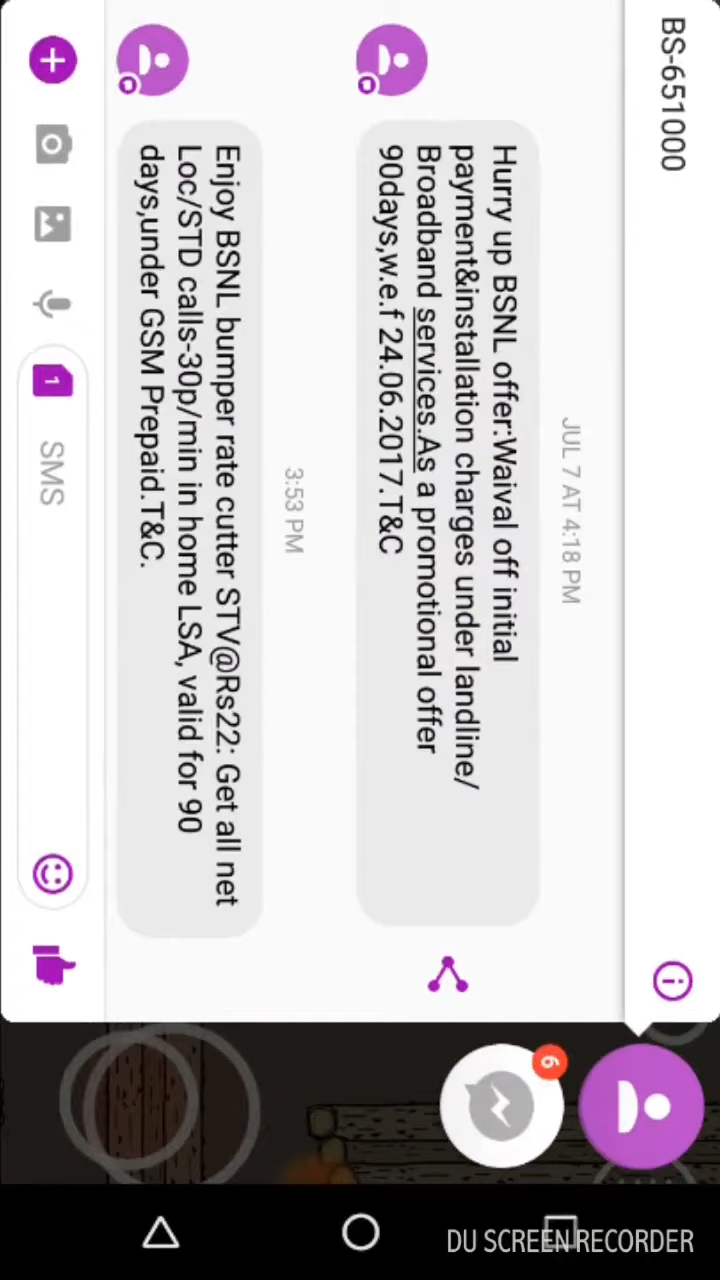 BS-651000
JUL 7 AT 4:18 PM
Hurry up BSNL offer:Waival off initial
payment&installation charges under landline/
Broadband services.As a promotional offer
90days,w.e.f 24.06.2017.T&C
3:53 PM
Enjoy BSNL bumper rate cutter STV@Rs22: Get all net
Loc/STD calls-30p/min in home LSA, valid for 90
days,under GSM Prepaid.T&C.
1
SMS
6
DU SCREEN RECORDER